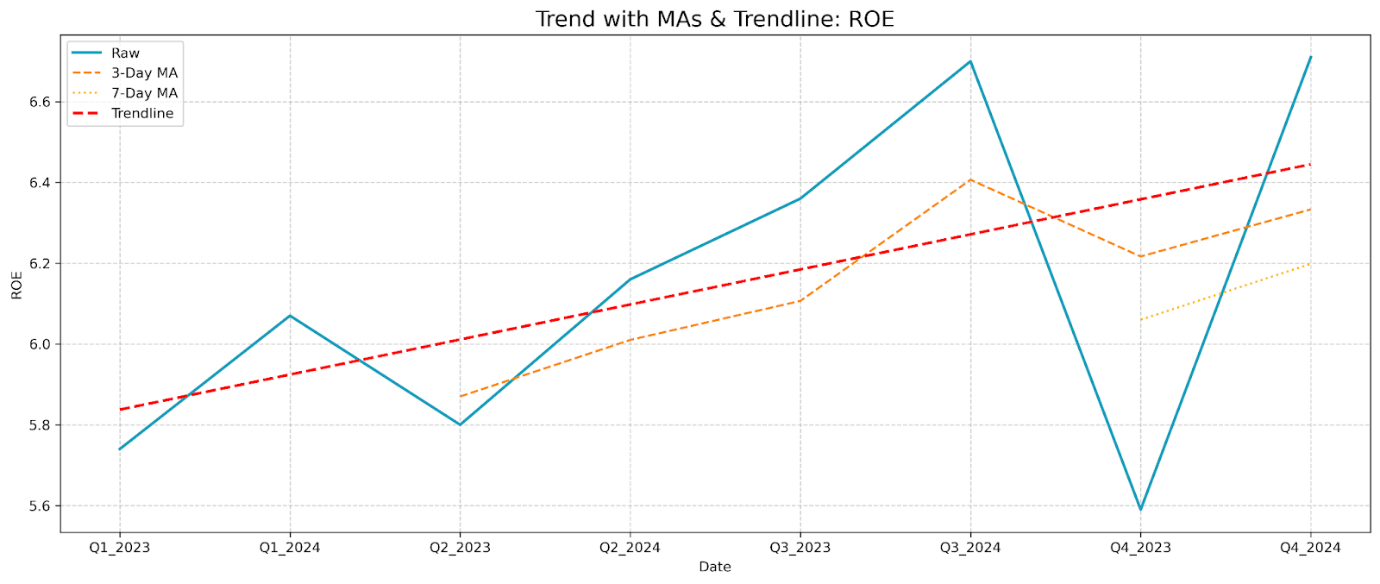 Trend with MAs & Trendline: ROE
Raw
3-Day MA
7-Day MA
Trendline
6.6
6.4
6.2
6.0
5.8
5.6
ROE
Q1_2023 Q1_2024 Q2_2023 Q2_2024 Q3_2023 Q3_2024 Q4_2023 Q4_2024
Date